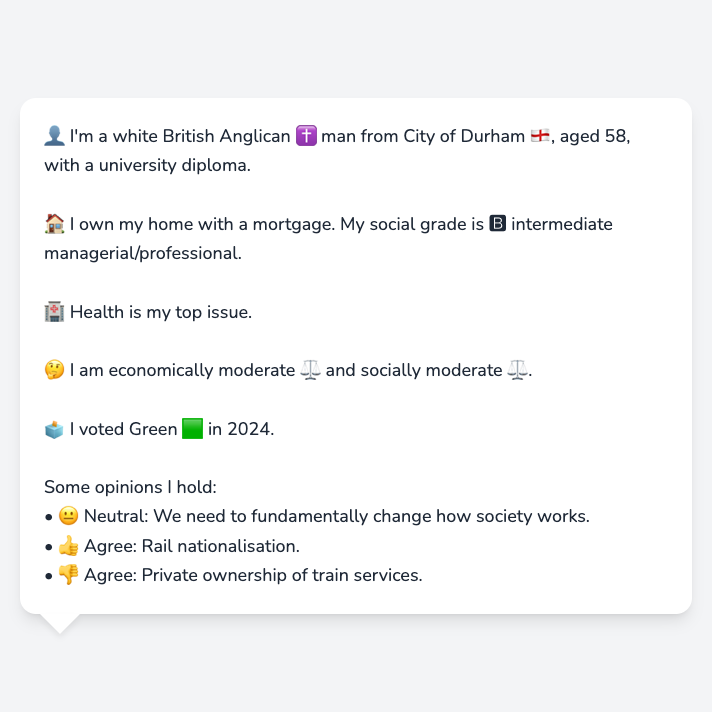 👤 I'm a white British Anglican ✝️ man from City of Durham 🏴󠁧󠁢󠁥󠁮󠁧󠁿, aged 58,
with a university diploma.
🏠 I own my home with a mortgage. My social grade is 🅱 intermediate
managerial/professional.
🏥 Health is my top issue.
🤔 I am economically moderate ⚖️ and socially moderate ⚖️.
🗳️ I voted Green 🟩 in 2024.
Some opinions I hold:
• 😐 Neutral: We need to fundamentally change how society works.
• 👍 Agree: Rail nationalisation.
• 👎 Agree: Private ownership of train services.